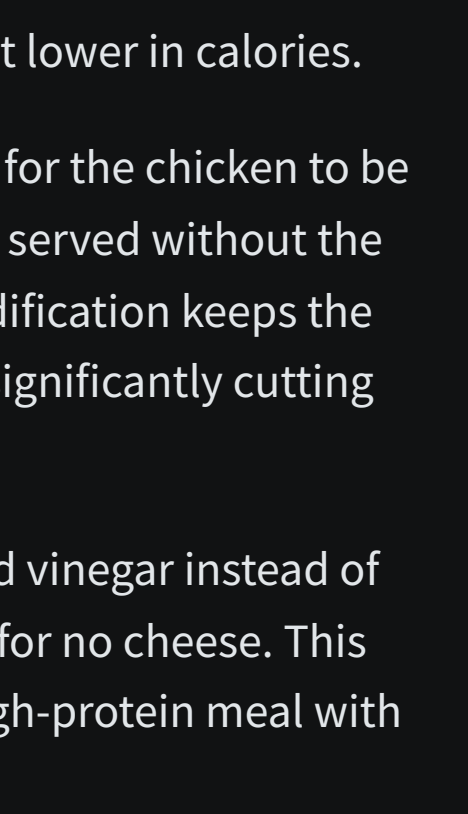 t lower in calories.
for the chicken to be
served without the
dification keeps the
ignificantly cutting
d vinegar instead of
for no cheese. This
gh-protein meal with